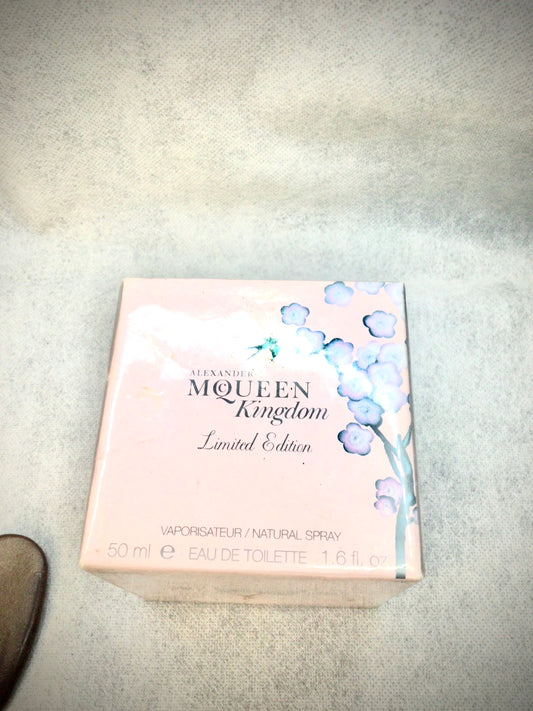 ALEXANDER
McQUEEN
Kingdom
Limited Edition
VAPORISATEUR / NATURAL SPRAY
50 ml e EAU DE TOILETTE 1.6 fl. oz